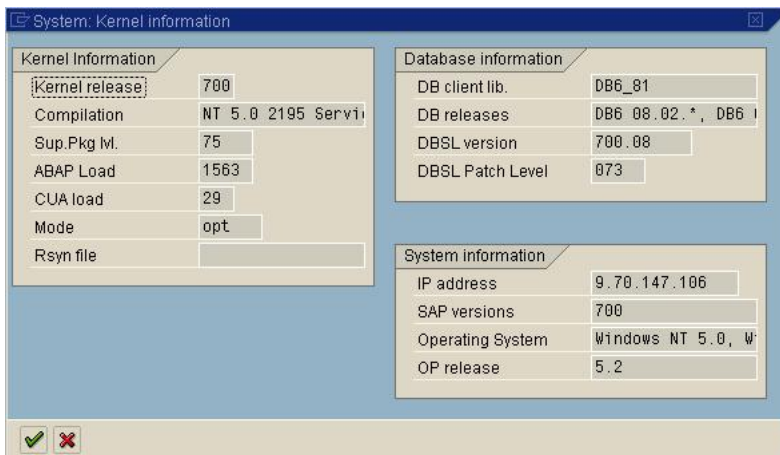 System: Kernel information
Kernel Information
Kernel release 700
Compilation NT 5.0 2195 Servi
Sup.Pkg lvl. 75
ABAP Load 1563
CUA load 29
Mode opt
Rsyn file
Database information
DB client lib. DB6_81
DB releases DB6 08.02.*, DB6
DBSL version 700.08
DBSL Patch Level 073
System information
IP address 9.70.147.106
SAP versions 700
Operating System Windows NT 5.0, W
OP release 5.2